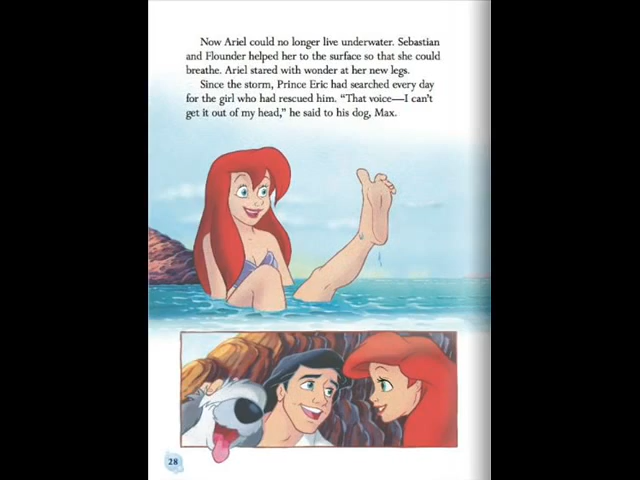 Now Ariel could no longer live underwater. Sebastian
and Flounder helped her to the surface so that she could
breathe. Ariel stared with wonder at her new legs.
Since the storm, Prince Eric had searched every day
for the girl who had rescued him. “That voice—I can’t
get it out of my head,” he said to his dog, Max.
28